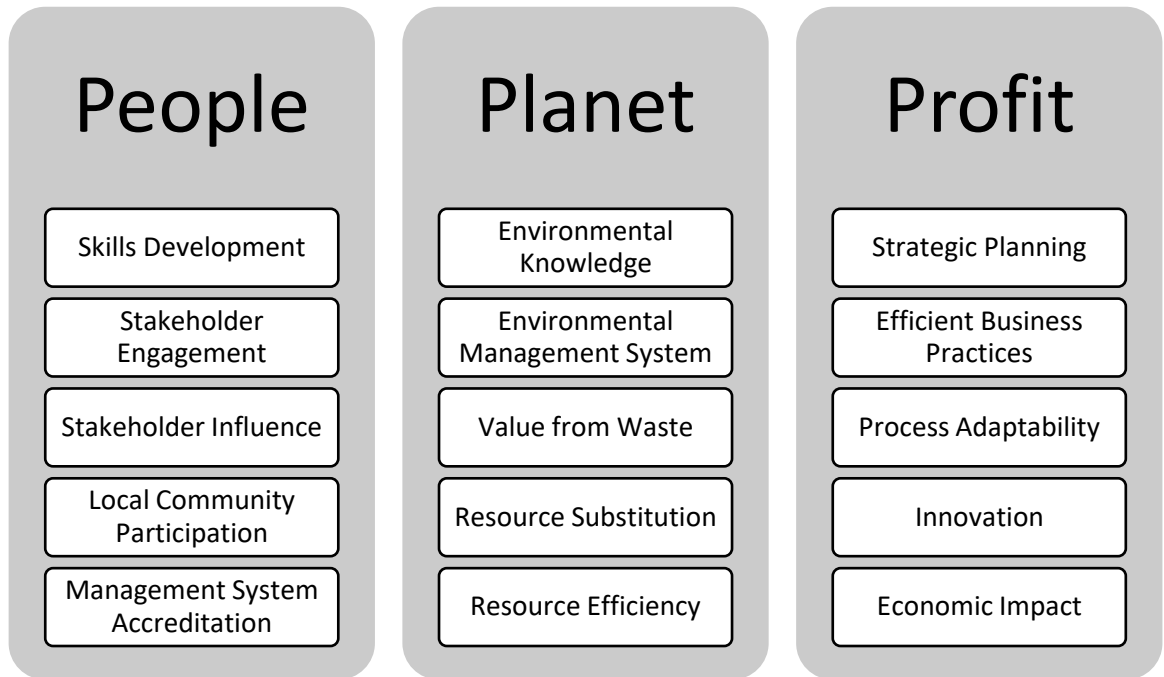 People
Skills Development
Stakeholder
Engagement
Stakeholder Influence
Local Community
Participation
Management System
Accreditation
Planet
Environmental
Knowledge
Environmental
Management System
Value from Waste
Resource Substitution
Resource Efficiency
Profit
Strategic Planning
Efficient Business
Practices
Process Adaptability
Innovation
Economic Impact